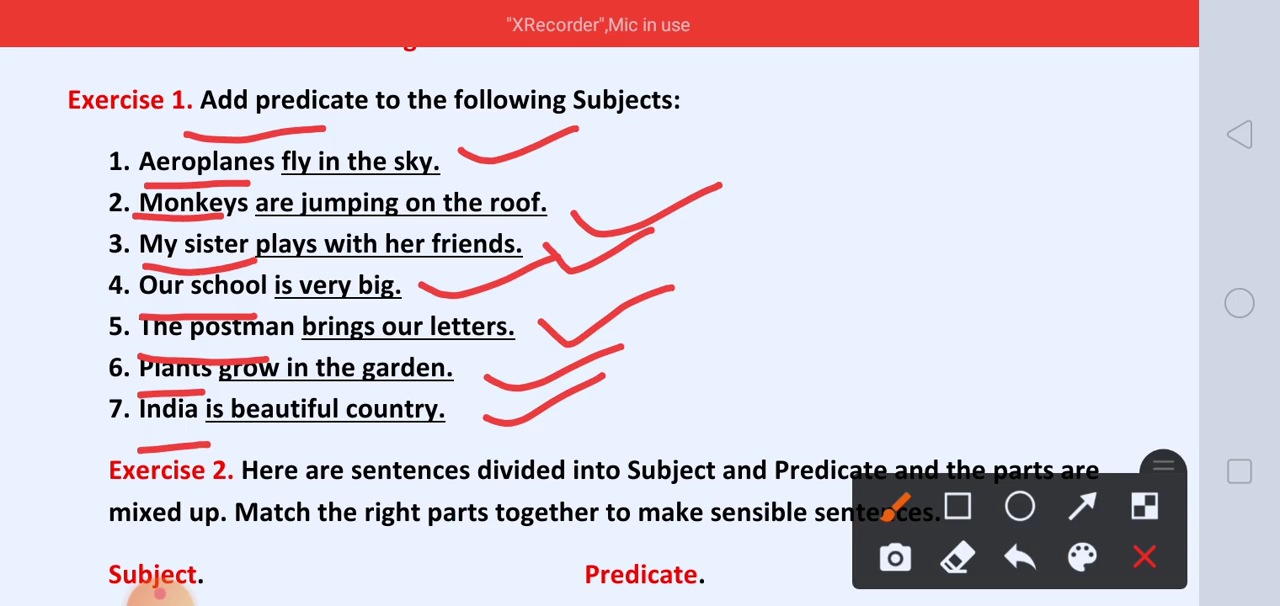 "XRecorder",Mic in use
Exercise 1. Add predicate to the following Subjects:
1. Aeroplanes fly in the sky.
2. Monkeys are jumping on the roof.
3. My sister plays with her friends.
4. Our school is very big.
5. The postman brings our letters.
6. Plants grow in the garden.
7. India is beautiful country.
Exercise 2. Here are sentences divided into Subject and Predicate and the parts are
mixed up. Match the right parts together to make sensible sentences.
Subject. Predicate.